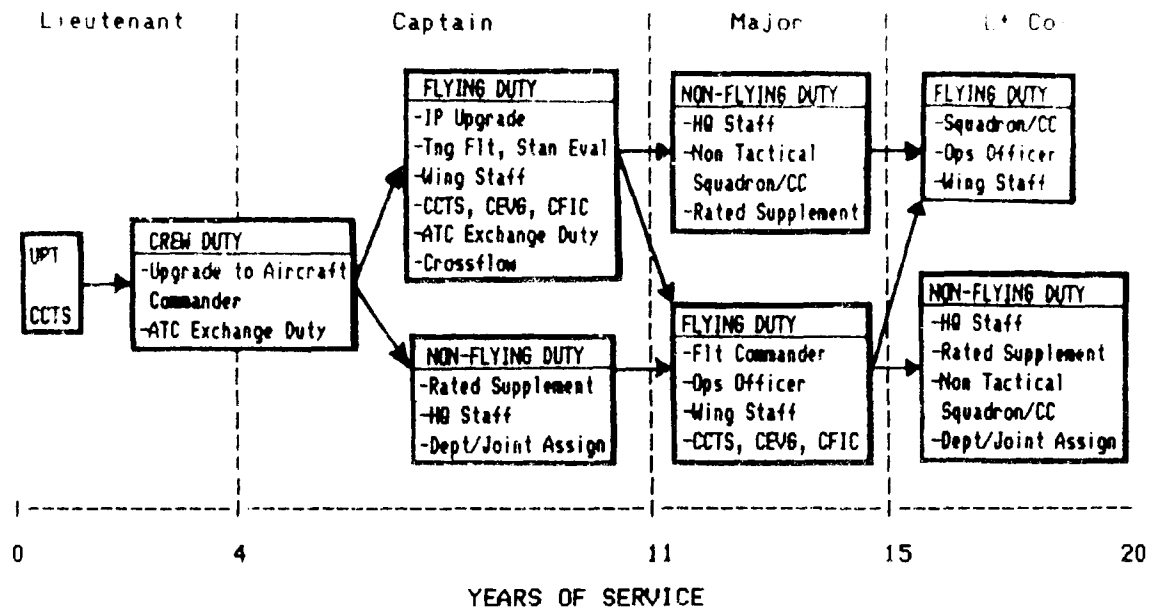 Lieutenant
Captain
Major
Lt Co
UPT
CCTS
CREW DUTY
-Upgrade to Aircraft
Commander
-ATC Exchange Duty
FLYING DUTY
-IP Upgrade
-Tng Flt, Stan Eval
-Wing Staff
-CCTS, CEVG, CFIC
-ATC Exchange Duty
-Crossflow
NON-FLYING DUTY
-Rated Supplement
-HQ Staff
-Dept/Joint Assign
NON-FLYING DUTY
-HQ Staff
-Non Tactical
Squadron/CC
-Rated Supplement
FLYING DUTY
-Flt Commander
-Ops Officer
-Wing Staff
-CCTS, CEVG, CFIC
FLYING DUTY
-Squadron/CC
-Ops Officer
-Wing Staff
NON-FLYING DUTY
-HQ Staff
-Rated Supplement
-Non Tactical
Squadron/CC
-Dept/Joint Assign
0 4 11 15 20
YEARS OF SERVICE